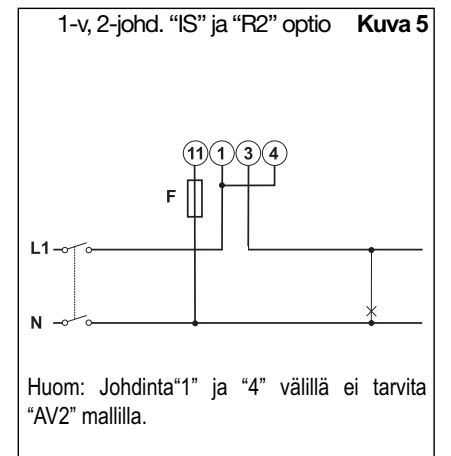 1-v, 2-johd. “IS” ja “R2” optio Kuva 5
11 1 3 4
F
L1
N
Huom: Johdinta“1” ja “4” välillä ei tarvita
“AV2” mallilla.